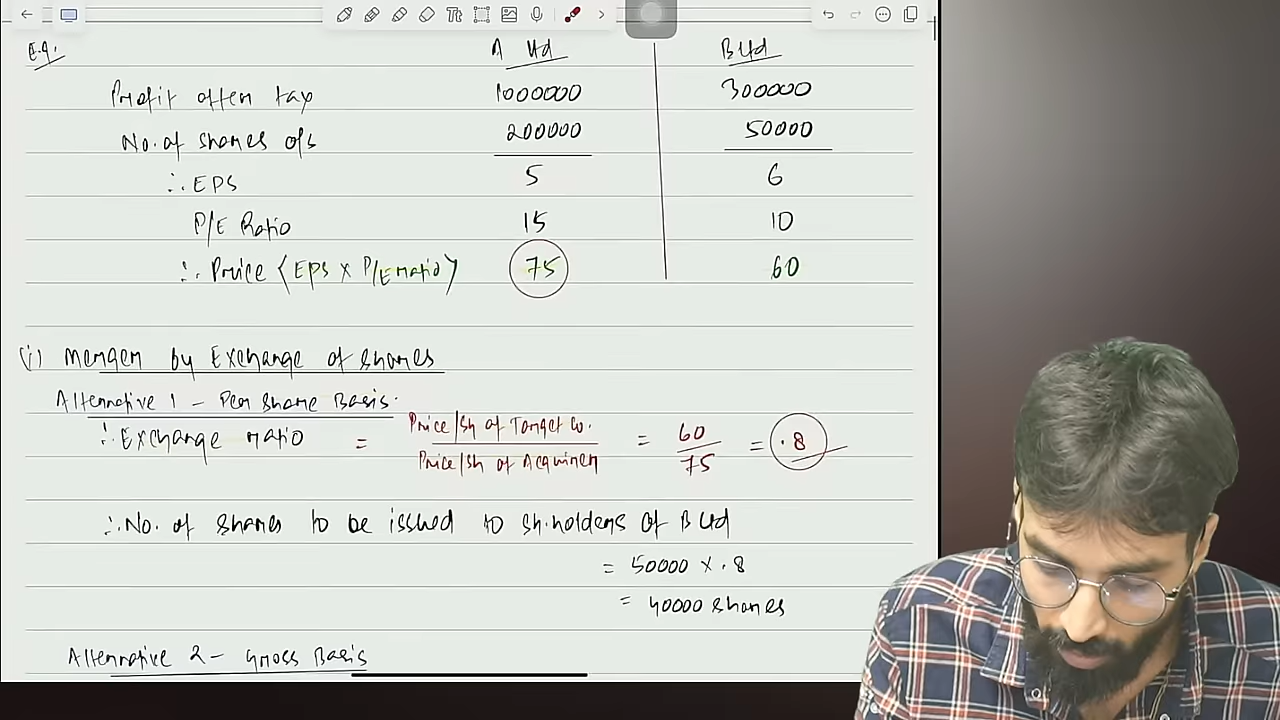 E.g.
A Ltd B Ltd
Profit after tax 1000000 300000
No. of shares o/s 200000 50000
∴ EPS 5 6
P/E Ratio 15 10
∴ Price (EPS x P/E Ratio) 75 60
(i) Merger by Exchange of shares
Alternative 1 - Per Share Basis.
∴ Exchange ratio = Price/sh of Target Co. / Price/sh of Acquirer = 60/75 = .8
∴ No. of shares to be issued to sh.holders of B Ltd
= 50000 x .8
= 40000 shares
Alternative 2 - Gross Basis